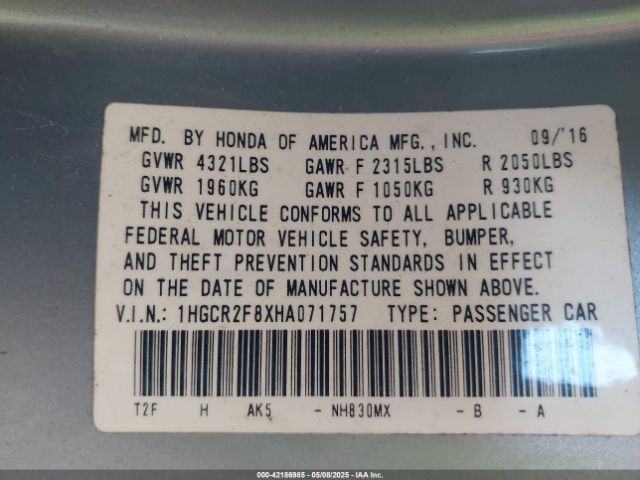 MFD. BY HONDA OF AMERICA MFG., INC. 09/'16
GVWR 4321LBS GAWR F 2315LBS R 2050LBS
GVWR 1960KG GAWR F 1050KG R 930KG
THIS VEHICLE CONFORMS TO ALL APPLICABLE
FEDERAL MOTOR VEHICLE SAFETY, BUMPER,
AND THEFT PREVENTION STANDARDS IN EFFECT
ON THE DATE OF MANUFACTURE SHOWN ABOVE.
V.I.N.: 1HGCR2F8XHA071757 TYPE: PASSENGER CAR
T2F H AK5 - NH830MX - B - A
000-42186985 - 05/08/2025 - IAA Inc.